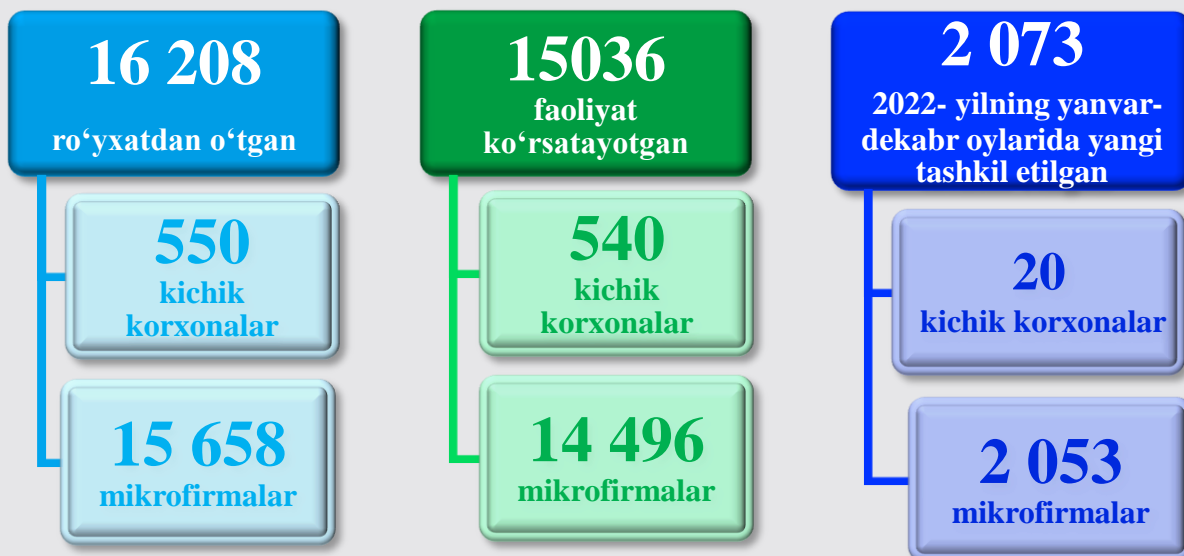 16 208
ro‘yxatdan o‘tgan
550
kichik
korxonalar
15 658
mikrofirmalar
15036
faoliyat
ko‘rsatayotgan
540
kichik
korxonalar
14 496
mikrofirmalar
2 073
2022- yilning yanvar-
dekabr oylarida yangi
tashkil etilgan
20
kichik korxonalar
2 053
mikrofirmalar